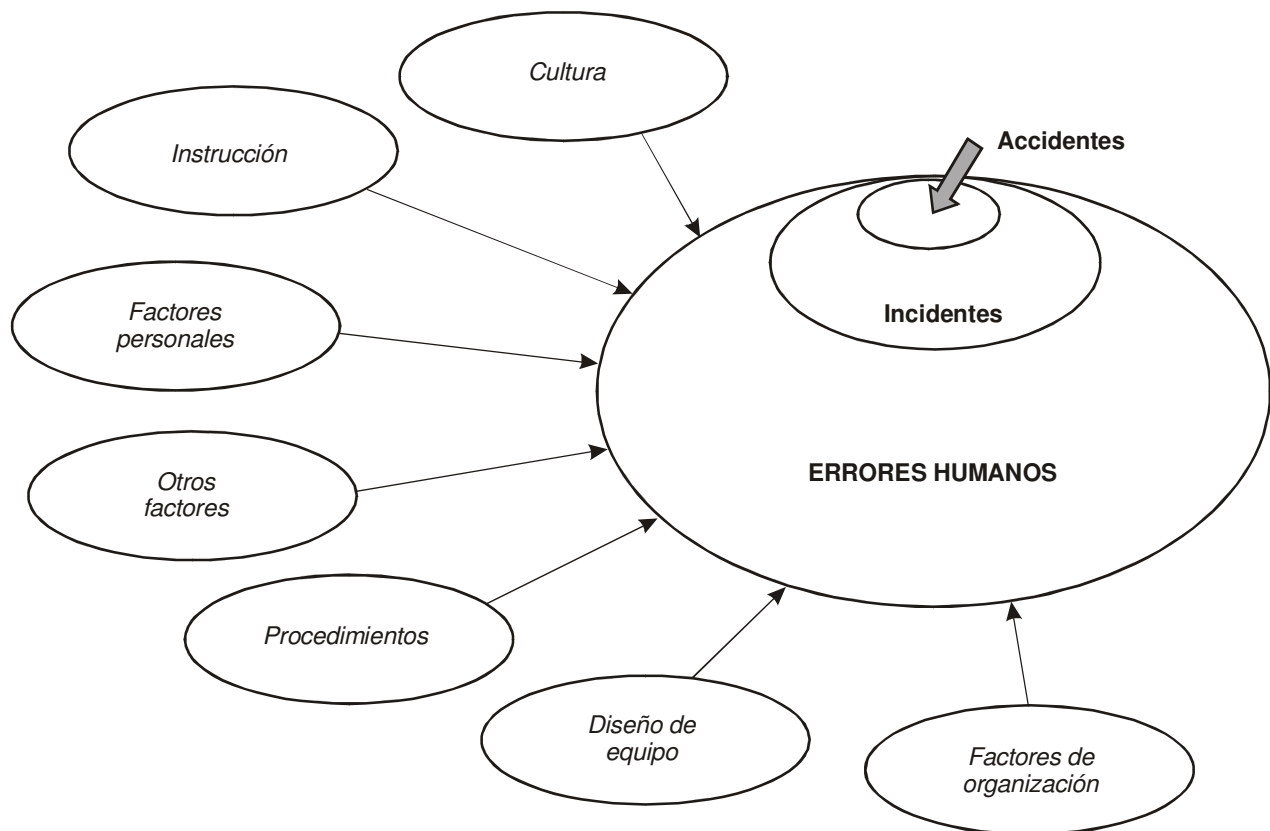 Cultura
Instrucción
Accidentes
Factores
personales
Incidentes
Otros
factores
ERRORES HUMANOS
Procedimientos
Diseño de
equipo
Factores de
organización